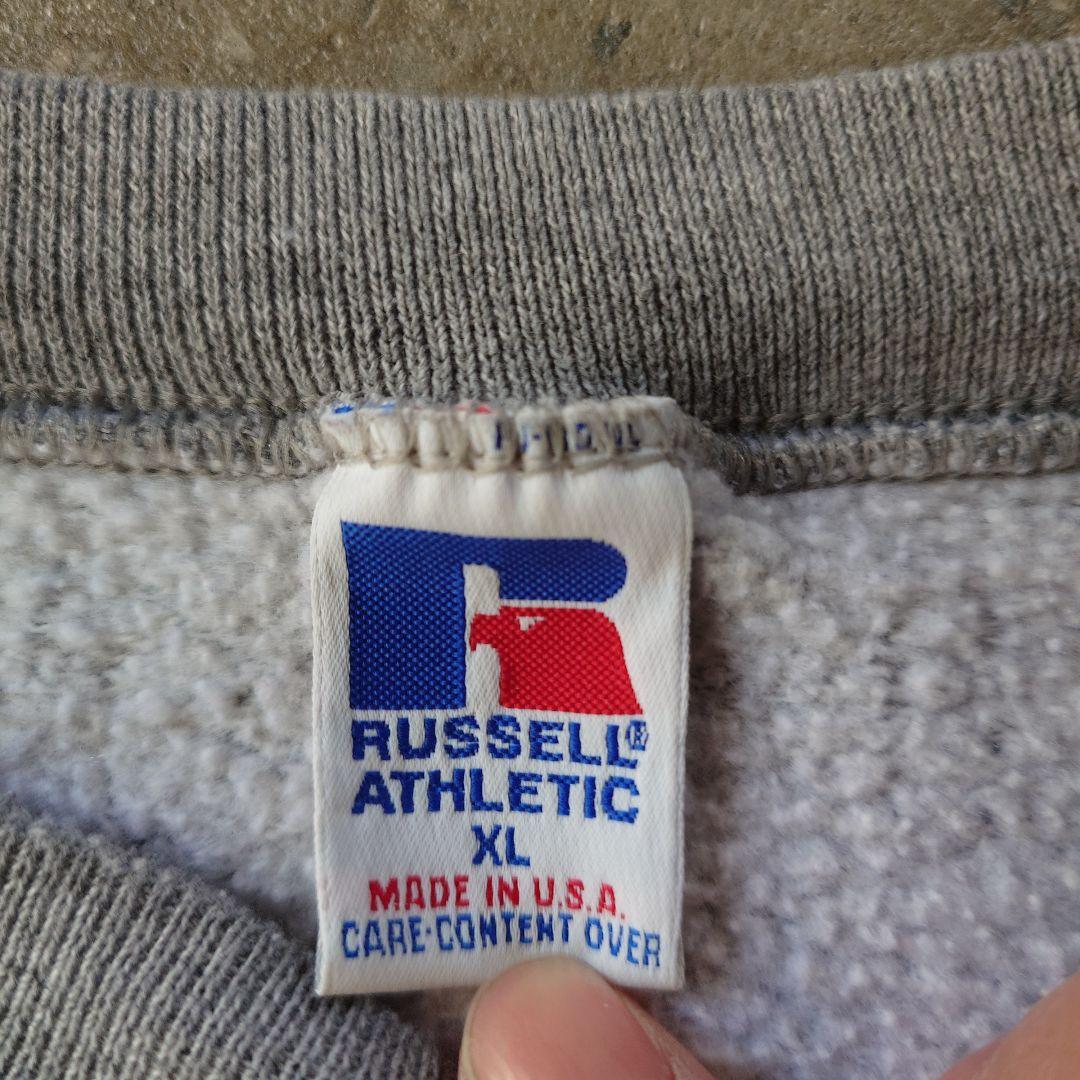 RUSSELL®
ATHLETIC
XL
MADE IN U.S.A.
CARE·CONTENT OVER